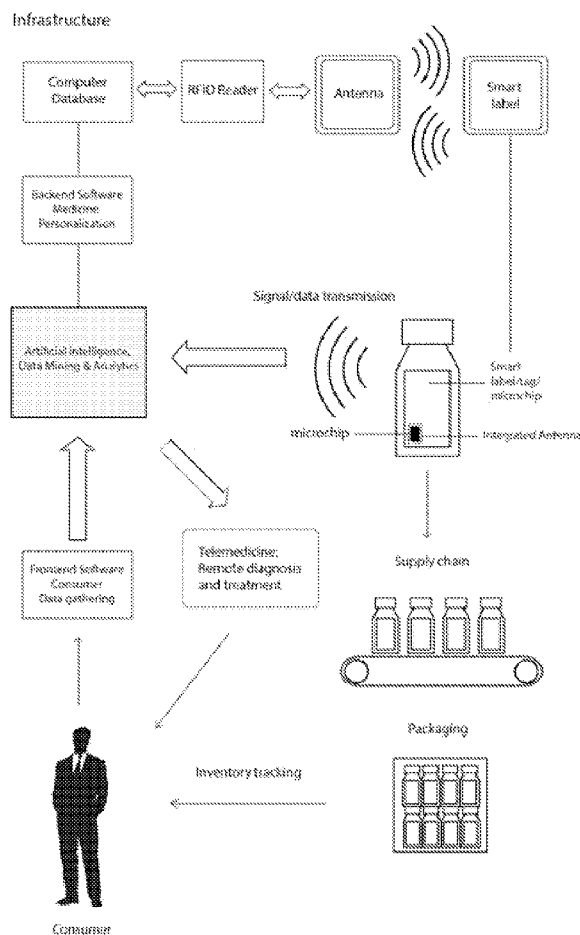 Infrastructure
Computer
Database
RFID Reader
Antenna
Smart
label
Backend Software
Medicine
Personalization
Signal/data transmission
Artificial Intelligence,
Data Mining & Analytics
Smart
label/tag/
microchip
microchip
Integrated Antenna
Frontend Software
Consumer
Data gathering
Telemedicine:
Remote diagnosis
and treatment
Supply chain
Packaging
Inventory tracking
Consumer